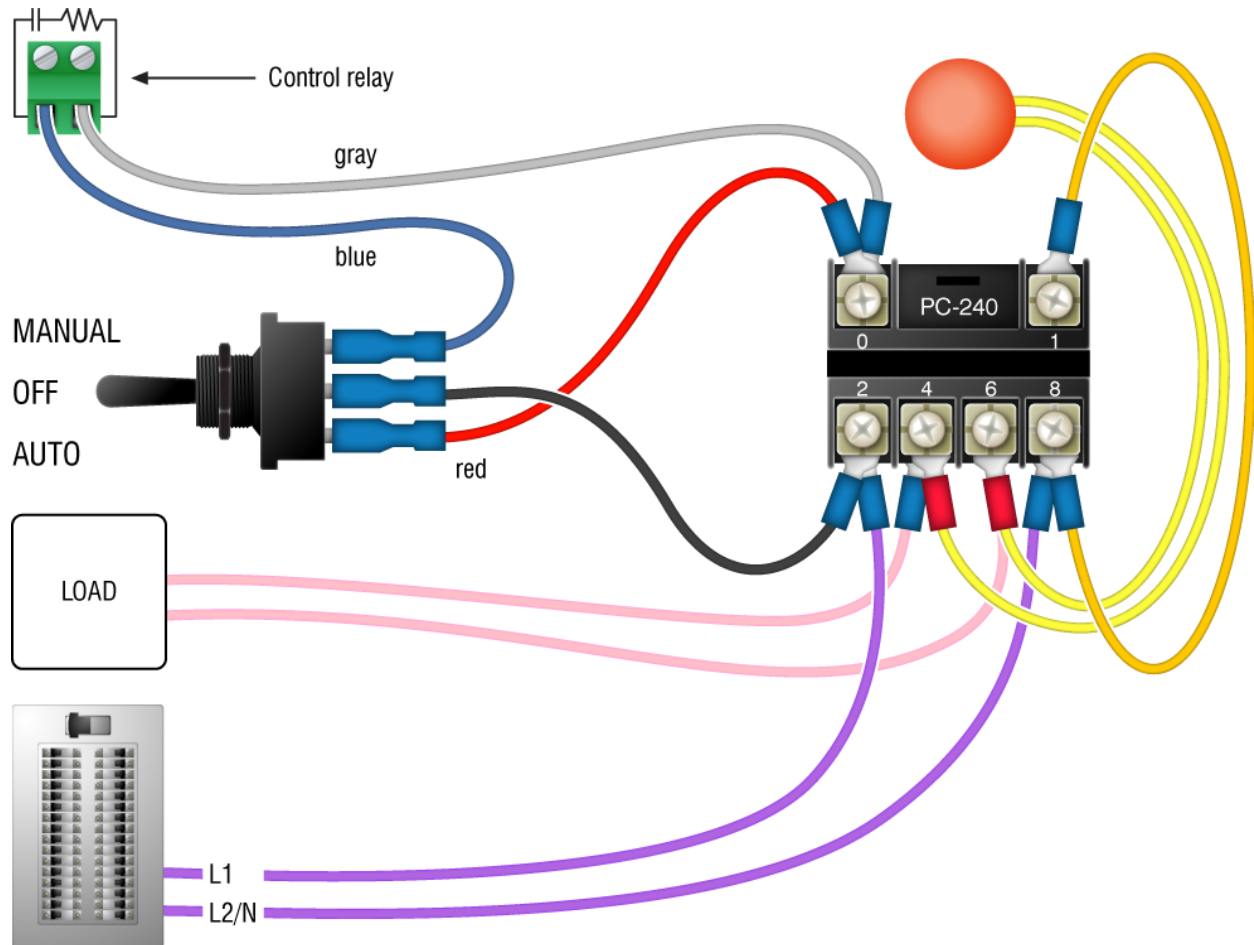 Control relay
gray
blue
MANUAL
OFF
AUTO
red
PC-240
0
1
2 4 6 8
LOAD
L1
L2/N